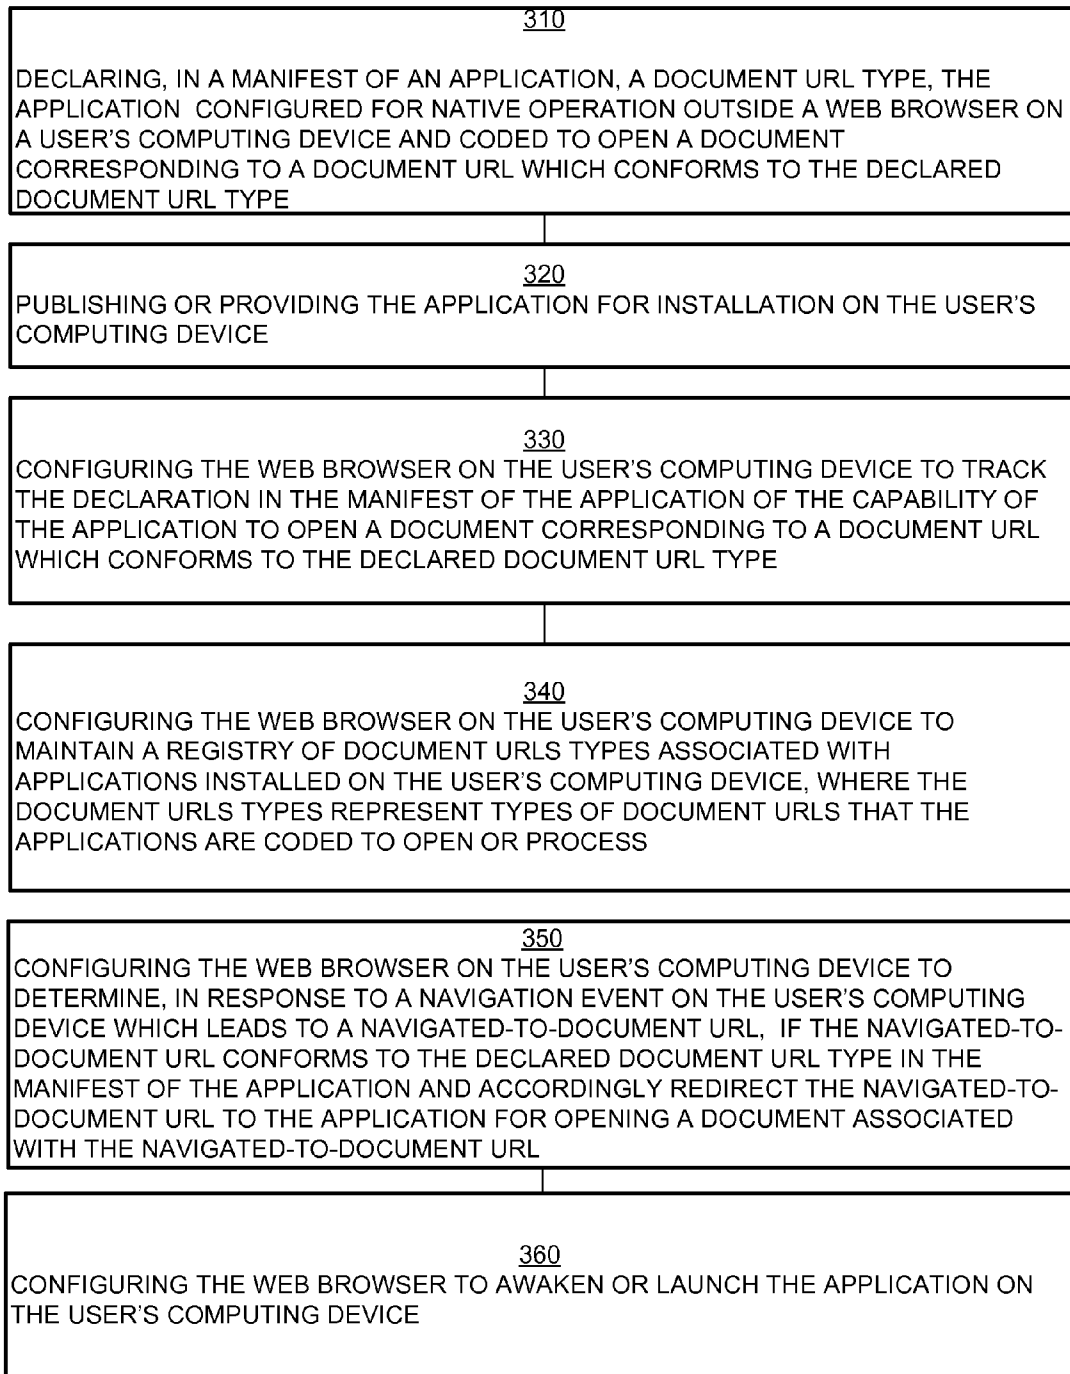 310
DECLARING, IN A MANIFEST OF AN APPLICATION, A DOCUMENT URL TYPE, THE
APPLICATION CONFIGURED FOR NATIVE OPERATION OUTSIDE A WEB BROWSER ON
A USER'S COMPUTING DEVICE AND CODED TO OPEN A DOCUMENT
CORRESPONDING TO A DOCUMENT URL WHICH CONFORMS TO THE DECLARED
DOCUMENT URL TYPE
320
PUBLISHING OR PROVIDING THE APPLICATION FOR INSTALLATION ON THE USER'S
COMPUTING DEVICE
330
CONFIGURING THE WEB BROWSER ON THE USER'S COMPUTING DEVICE TO TRACK
THE DECLARATION IN THE MANIFEST OF THE APPLICATION OF THE CAPABILITY OF
THE APPLICATION TO OPEN A DOCUMENT CORRESPONDING TO A DOCUMENT URL
WHICH CONFORMS TO THE DECLARED DOCUMENT URL TYPE
340
CONFIGURING THE WEB BROWSER ON THE USER'S COMPUTING DEVICE TO
MAINTAIN A REGISTRY OF DOCUMENT URLS TYPES ASSOCIATED WITH
APPLICATIONS INSTALLED ON THE USER'S COMPUTING DEVICE, WHERE THE
DOCUMENT URLS TYPES REPRESENT TYPES OF DOCUMENT URLS THAT THE
APPLICATIONS ARE CODED TO OPEN OR PROCESS
350
CONFIGURING THE WEB BROWSER ON THE USER'S COMPUTING DEVICE TO
DETERMINE, IN RESPONSE TO A NAVIGATION EVENT ON THE USER'S COMPUTING
DEVICE WHICH LEADS TO A NAVIGATED-TO-DOCUMENT URL, IF THE NAVIGATED-TO-
DOCUMENT URL CONFORMS TO THE DECLARED DOCUMENT URL TYPE IN THE
MANIFEST OF THE APPLICATION AND ACCORDINGLY REDIRECT THE NAVIGATED-TO-
DOCUMENT URL TO THE APPLICATION FOR OPENING A DOCUMENT ASSOCIATED
WITH THE NAVIGATED-TO-DOCUMENT URL
360
CONFIGURING THE WEB BROWSER TO AWAKEN OR LAUNCH THE APPLICATION ON
THE USER'S COMPUTING DEVICE